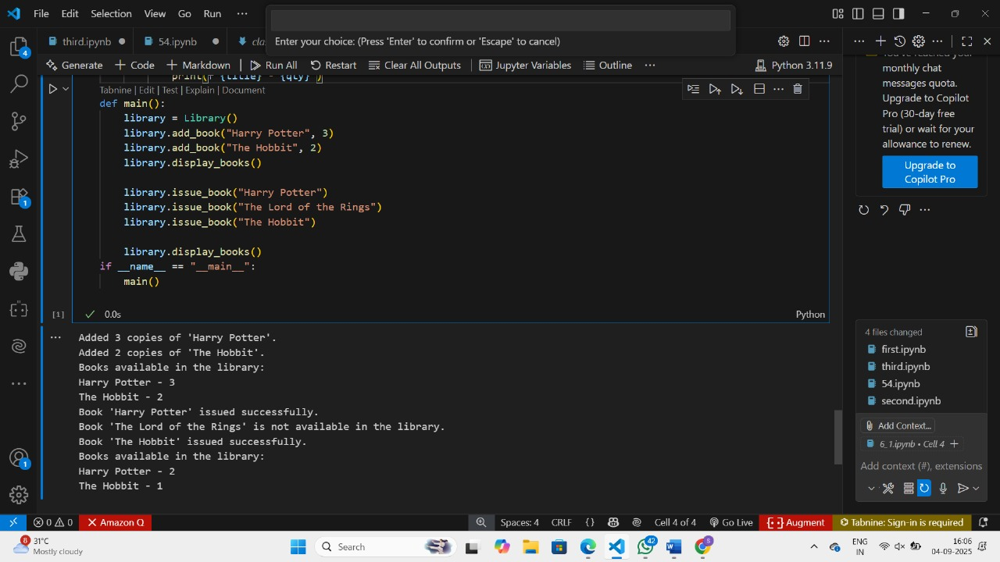 File Edit Selection View Go Run ···
Enter your choice: (Press 'Enter' to confirm or 'Escape' to cancel)
third.ipynb
54.ipynb
Generate + Code + Markdown Run All Restart Clear All Outputs Jupyter Variables Outline ··· Python 3.11.9
print(f"{title} - {qty}")
Tabnine | Edit | Test | Explain | Document
def main():
library = Library()
library.add_book("Harry Potter", 3)
library.add_book("The Hobbit", 2)
library.display_books()
library.issue_book("Harry Potter")
library.issue_book("The Lord of the Rings")
library.issue_book("The Hobbit")
library.display_books()
if __name__ == "__main__":
main()
[1] 0.0s Python
Added 3 copies of 'Harry Potter'.
Added 2 copies of 'The Hobbit'.
Books available in the library:
Harry Potter - 3
The Hobbit - 2
Book 'Harry Potter' issued successfully.
Book 'The Lord of the Rings' is not available in the library.
Book 'The Hobbit' issued successfully.
Books available in the library:
Harry Potter - 2
The Hobbit - 1
You've reached your
monthly chat
messages quota.
Upgrade to Copilot
Pro (30-day free
trial) or wait for your
allowance to renew.
Upgrade to
Copilot Pro
4 files changed
first.ipynb
third.ipynb
54.ipynb
second.ipynb
Add Context...
6_1.ipynb • Cell 4 +
Add context (#), extensions
4
1
1
0 0 Amazon Q Spaces: 4 CRLF {} Cell 4 of 4 Go Live Augment Tabnine: Sign-in is required
8
31°C
Mostly cloudy
Search
42
S
ENG
IN
16:06
04-09-2025